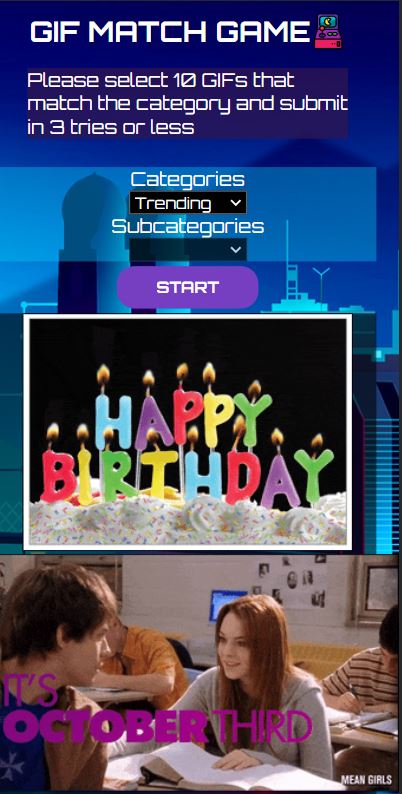 GIF MATCH GAME
Please select 10 GIFs that
match the category and submit
in 3 tries or less
Categories
Trending
Subcategories
START
HAPPY
BIRTHDAY
IT'S
OCTOBER THIRD
MEAN GIRLS